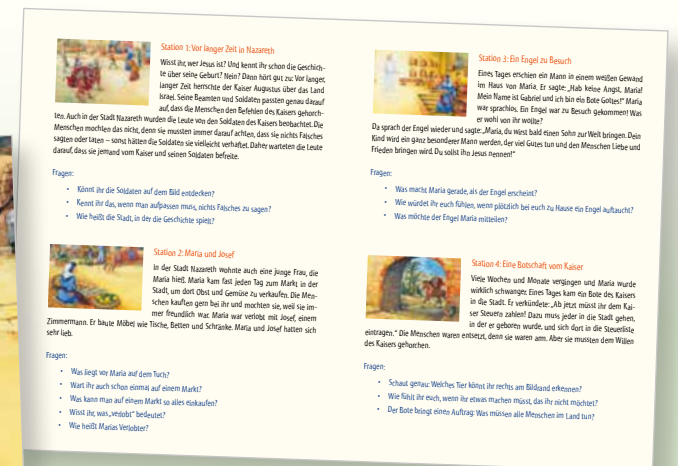 Station 1: Vor langer Zeit in Nazareth
Wisst ihr, wer Jesus ist? Und kennt ihr schon die Geschich-
te über seine Geburt? Nein? Dann hört gut zu: Vor langer,
langer Zeit herrschte der Kaiser Augustus über das Land
Israel. Seine Beamten und Soldaten passten genau darauf
auf, dass die Menschen den Befehlen des Kaisers gehorch-
ten. Auch in der Stadt Nazareth wurden die Leute von den Soldaten des Kaisers beobachtet. Die
Menschen mochten das nicht, denn sie mussten immer darauf achten, dass sie nichts Falsches
sagten oder taten – sonst hätten die Soldaten sie vielleicht verhaftet. Daher warteten die Leute
darauf, dass sie jemand vom Kaiser und seinen Soldaten befreite.
Fragen:
• Könnt ihr die Soldaten auf dem Bild entdecken?
• Kennt ihr das, wenn man aufpassen muss, nichts Falsches zu sagen?
• Wie heißt die Stadt, in der die Geschichte spielt?
Station 2: Maria und Josef
In der Stadt Nazareth wohnte auch eine junge Frau, die
Maria hieß. Maria kam fast jeden Tag zum Markt in der
Stadt, um dort Obst und Gemüse zu verkaufen. Die Men-
schen kauften gern bei ihr und mochten sie, weil sie im-
mer freundlich war. Maria war verlobt mit Josef, einem
Zimmermann. Er baute Möbel wie Tische, Betten und Schränke. Maria und Josef hatten sich
sehr lieb.
Fragen:
• Was liegt vor Maria auf dem Tuch?
• Wart ihr auch schon einmal auf einem Markt?
• Was kann man auf einem Markt so alles einkaufen?
• Wisst ihr, was „verlobt“ bedeutet?
• Wie heißt Marias Verlobter?
Station 3: Ein Engel zu Besuch
Eines Tages erschien ein Mann in einem weißen Gewand
im Haus von Maria. Er sagte: „Hab keine Angst, Maria!
Mein Name ist Gabriel und ich bin ein Bote Gottes!“ Maria
war sprachlos. Ein Engel war zu Besuch gekommen! Was
er wohl von ihr wollte?
Da sprach der Engel wieder und sagte: „Maria, du wirst bald einen Sohn zur Welt bringen. Dein
Kind wird ein ganz besonderer Mann werden, der viel Gutes tun und den Menschen Liebe und
Frieden bringen wird. Du sollst ihn Jesus nennen!“
Fragen:
• Was macht Maria gerade, als der Engel erscheint?
• Wie würdet ihr euch fühlen, wenn plötzlich bei euch zu Hause ein Engel auftaucht?
• Was möchte der Engel Maria mitteilen?
Station 4: Eine Botschaft vom Kaiser
Viele Wochen und Monate vergingen und Maria wurde
wirklich schwanger. Eines Tages kam ein Bote des Kaisers
in die Stadt. Er verkündete: „Ab jetzt müsst ihr dem Kai-
ser Steuern zahlen! Dazu muss jeder in die Stadt gehen,
in der er geboren wurde, und sich dort in die Steuerliste
eintragen.“ Die Menschen waren entsetzt, denn sie waren arm. Aber sie mussten dem Willen
des Kaisers gehorchen.
Fragen:
• Schaut genau: Welches Tier könnt ihr rechts am Bildrand erkennen?
• Wie fühlt ihr euch, wenn ihr etwas machen müsst, das ihr nicht möchtet?
• Der Bote bringt einen Auftrag: Was müssen alle Menschen im Land tun?